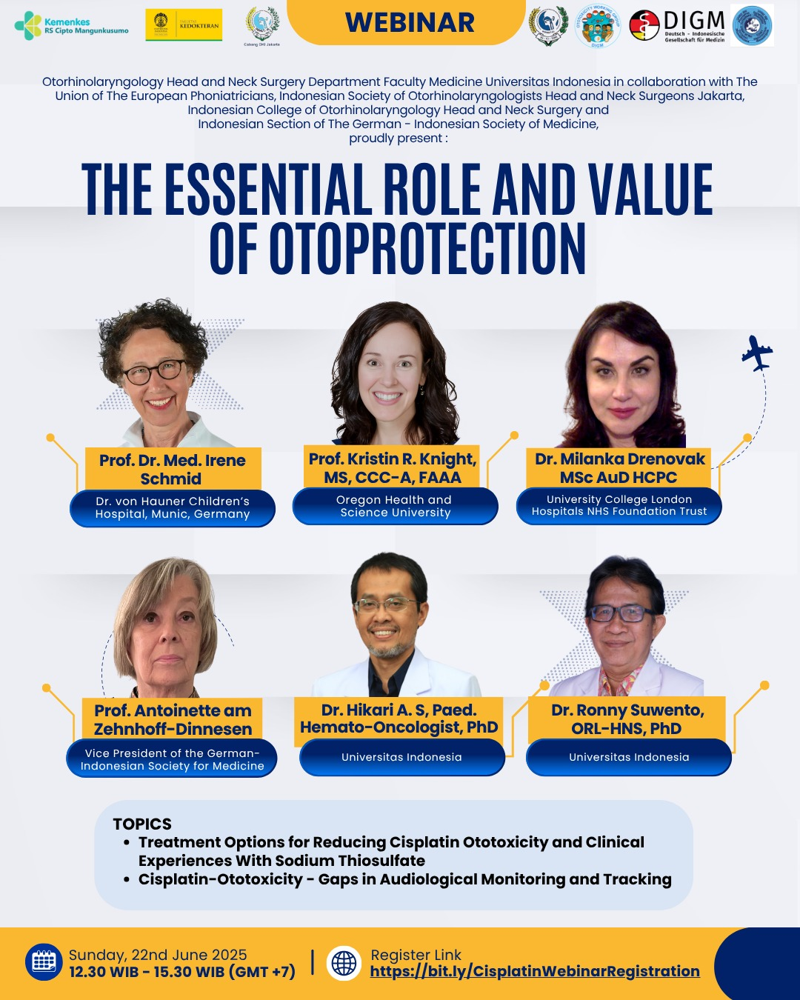 Kemenkes
RS Cipto Mangunkusumo
FAKULTAS
KEDOKTERAN
Cabang DKI Jakarta
WEBINAR
OTOTOXICITY WORKING GROUP
DIGM
DIGM
Deutsch - Indonesische
Gesellschaft für Medizin
Otorhinolaryngology Head and Neck Surgery Department Faculty Medicine Universitas Indonesia in collaboration with The
Union of The European Phoniatricians, Indonesian Society of Otorhinolaryngologists Head and Neck Surgeons Jakarta,
Indonesian College of Otorhinolaryngology Head and Neck Surgery and
Indonesian Section of The German - Indonesian Society of Medicine,
proudly present :
THE ESSENTIAL ROLE AND VALUE
OF OTOPROTECTION
Prof. Dr. Med. Irene
Schmid
Dr. von Hauner Children’s
Hospital, Munic, Germany
Prof. Kristin R. Knight,
MS, CCC-A, FAAA
Oregon Health and
Science University
Dr. Milanka Drenovak
MSc AuD HCPC
University College London
Hospitals NHS Foundation Trust
Prof. Antoinette am
Zehnhoff-Dinnesen
Vice President of the German-
Indonesian Society for Medicine
Dr. Hikari A. S, Paed.
Hemato-Oncologist, PhD
Universitas Indonesia
Dr. Ronny Suwento,
ORL-HNS, PhD
Universitas Indonesia
TOPICS
• Treatment Options for Reducing Cisplatin Ototoxicity and Clinical
Experiences With Sodium Thiosulfate
• Cisplatin-Ototoxicity - Gaps in Audiological Monitoring and Tracking
Sunday, 22nd June 2025
12.30 WIB - 15.30 WIB (GMT +7)
Register Link
https://bit.ly/CisplatinWebinarRegistration